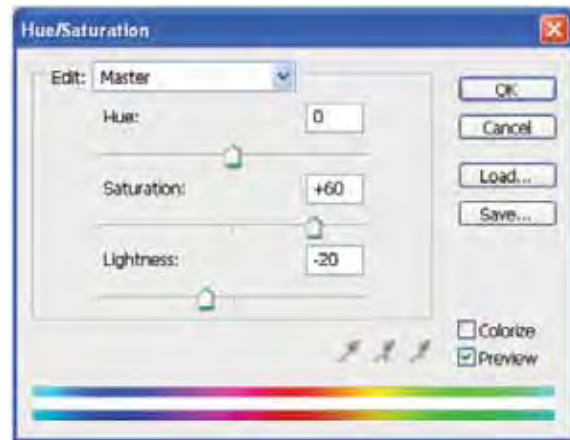 Hue/Saturation
Edit: Master
Hue: 0
Saturation: +60
Lightness: -20
OK
Cancel
Load...
Save...
Colorize
Preview